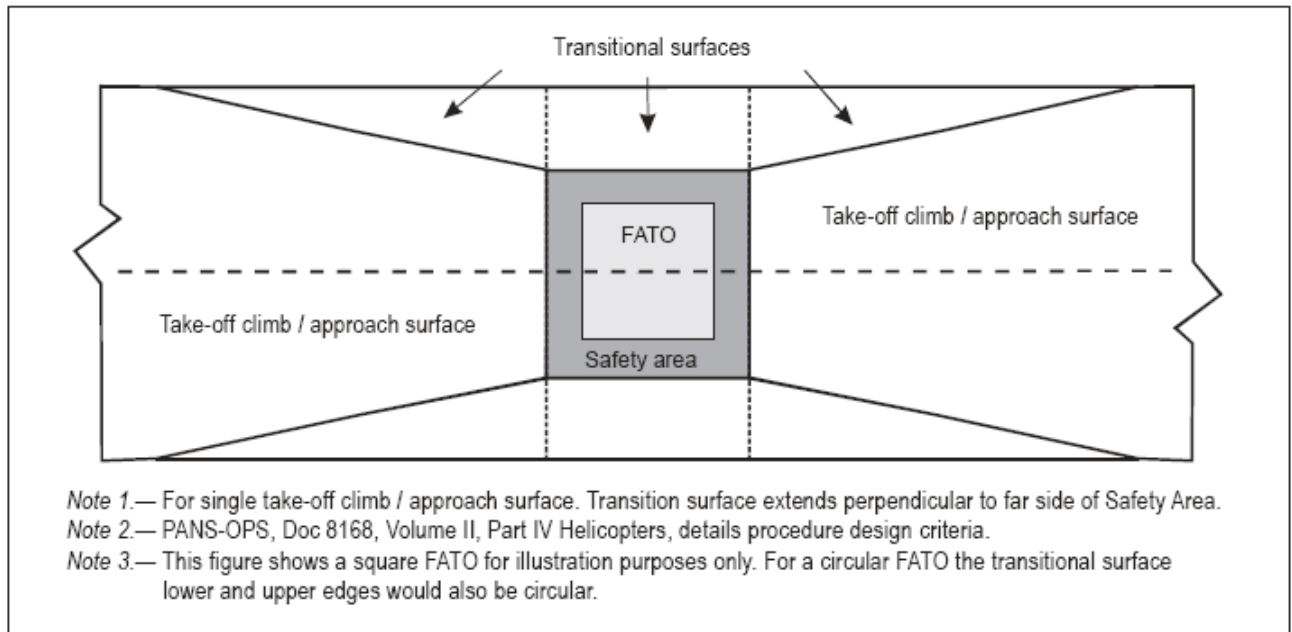 Transitional surfaces
Take-off climb / approach surface
FATO
Take-off climb / approach surface
Safety area
Note 1.— For single take-off climb / approach surface. Transition surface extends perpendicular to far side of Safety Area.
Note 2.— PANS-OPS, Doc 8168, Volume II, Part IV Helicopters, details procedure design criteria.
Note 3.— This figure shows a square FATO for illustration purposes only. For a circular FATO the transitional surface
lower and upper edges would also be circular.